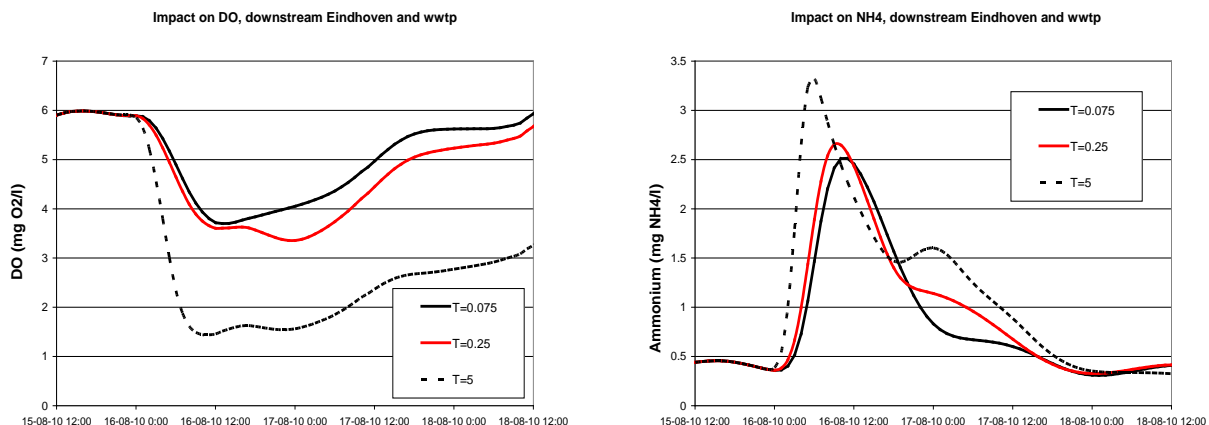 Impact on DO, downstream Eindhoven and wwtp
7
6
5
4
3
2
1
0
DO (mg O2/l)
T=0.075
T=0.25
T=5
15-08-10 12:00 16-08-10 0:00 16-08-10 12:00 17-08-10 0:00 17-08-10 12:00 18-08-10 0:00 18-08-10 12:00
Impact on NH4, downstream Eindhoven and wwtp
3.5
3
2.5
2
1.5
1
0.5
0
Ammonium (mg NH4/l)
T=0.075
T=0.25
T=5
15-08-10 12:00 16-08-10 0:00 16-08-10 12:00 17-08-10 0:00 17-08-10 12:00 18-08-10 0:00 18-08-10 12:00